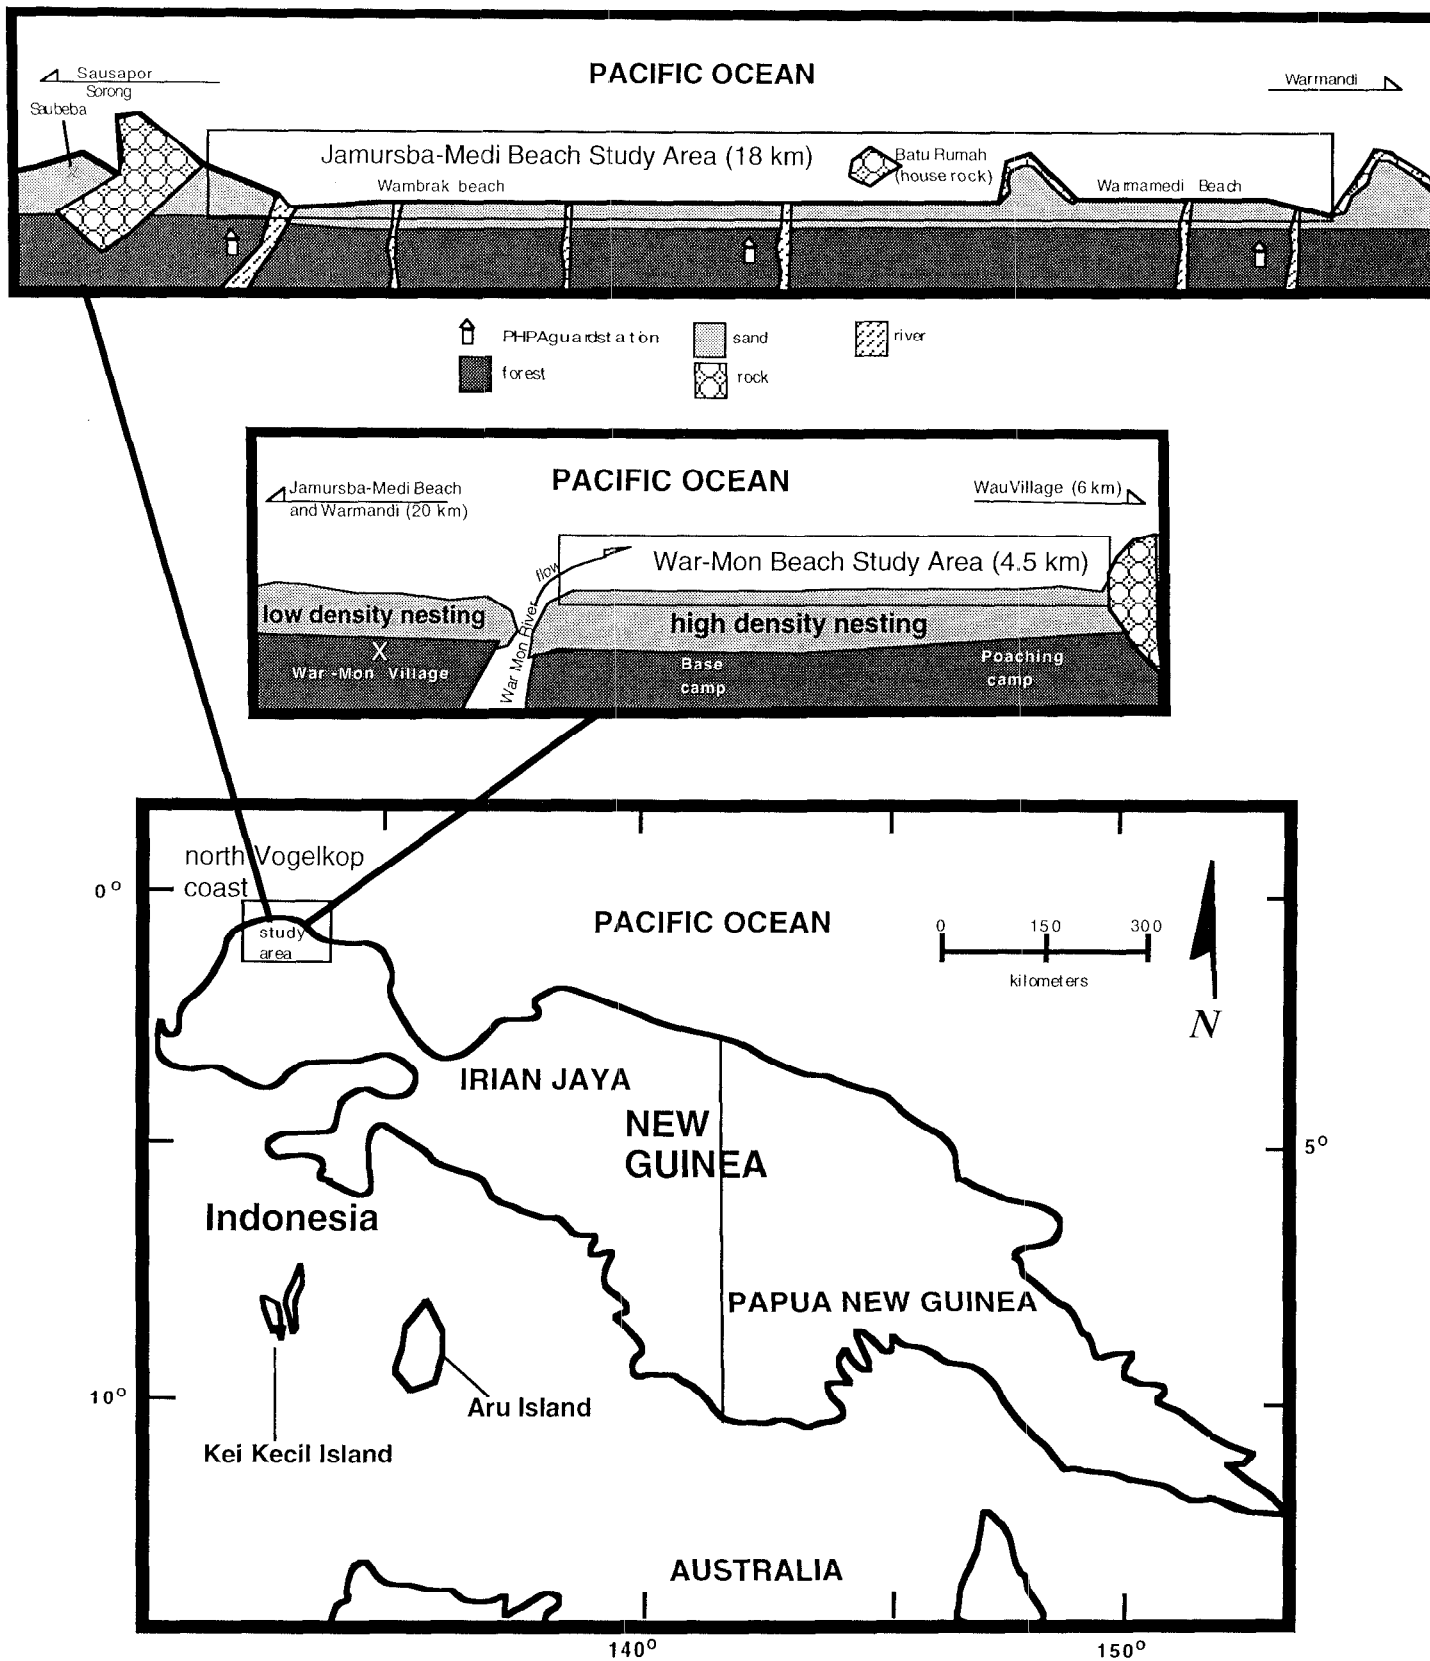 PACIFIC OCEAN
Sausapor
Sorong
Warmandi
Saubeba
Jamursba-Medi Beach Study Area (18 km)
Batu Rumah
(house rock)
Wambrak beach
Warmamedi Beach
PHPA guardstation
sand
river
forest
rock
PACIFIC OCEAN
Jamursba-Medi Beach
and Warmandi (20 km)
Wau Village (6 km)
flow
War-Mon Beach Study Area (4.5 km)
low density nesting
high density nesting
War Mon River
X
War-Mon Village
Base
camp
Poaching
camp
north Vogelkop
coast
0°
study
area
PACIFIC OCEAN
0 150 300
kilometers
N
IRIAN JAYA
NEW
GUINEA
5°
Indonesia
PAPUA NEW GUINEA
10°
Aru Island
Kei Kecil Island
AUSTRALIA
140°
150°